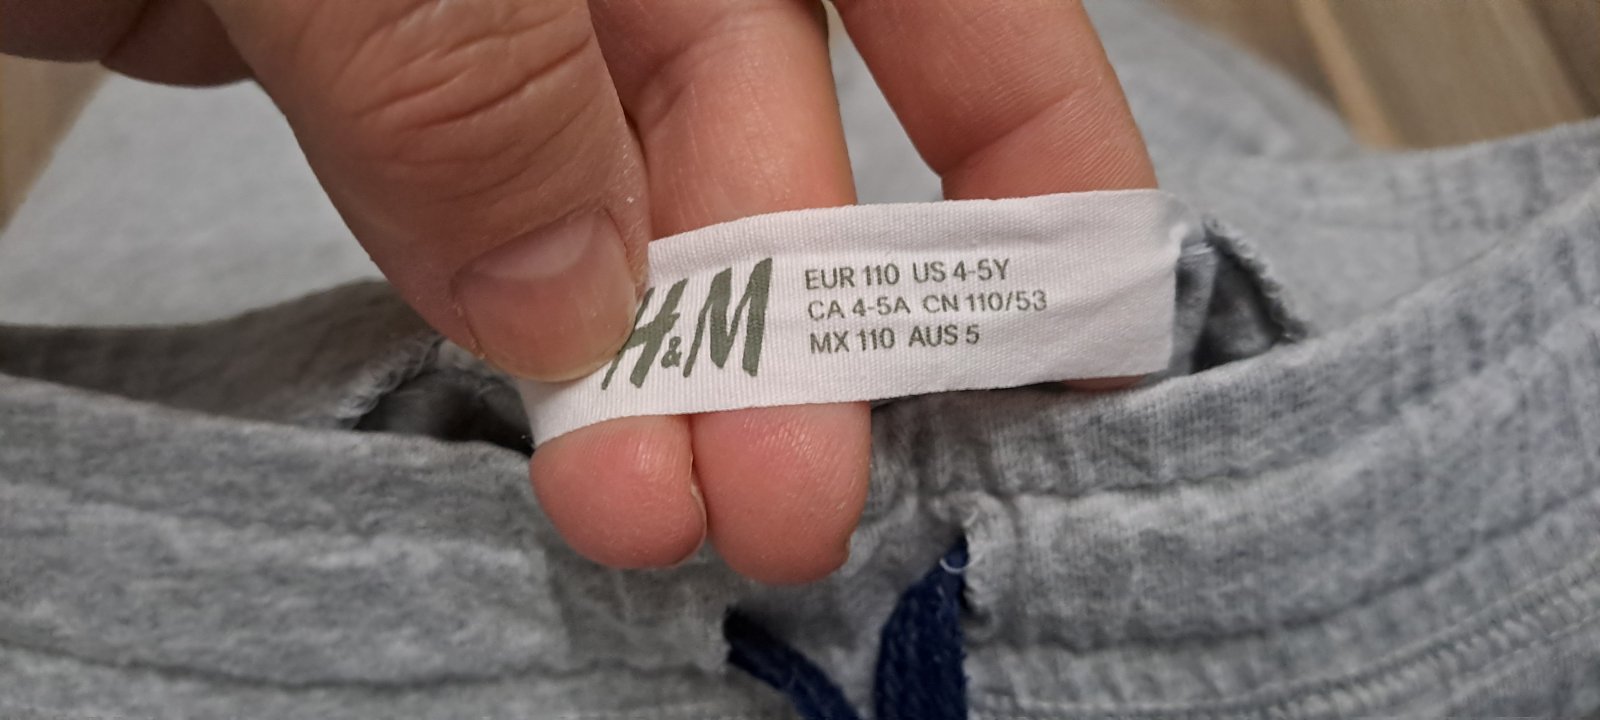 H&M
EUR 110 US 4-5Y
CA 4-5A CN 110/53
MX 110 AUS 5